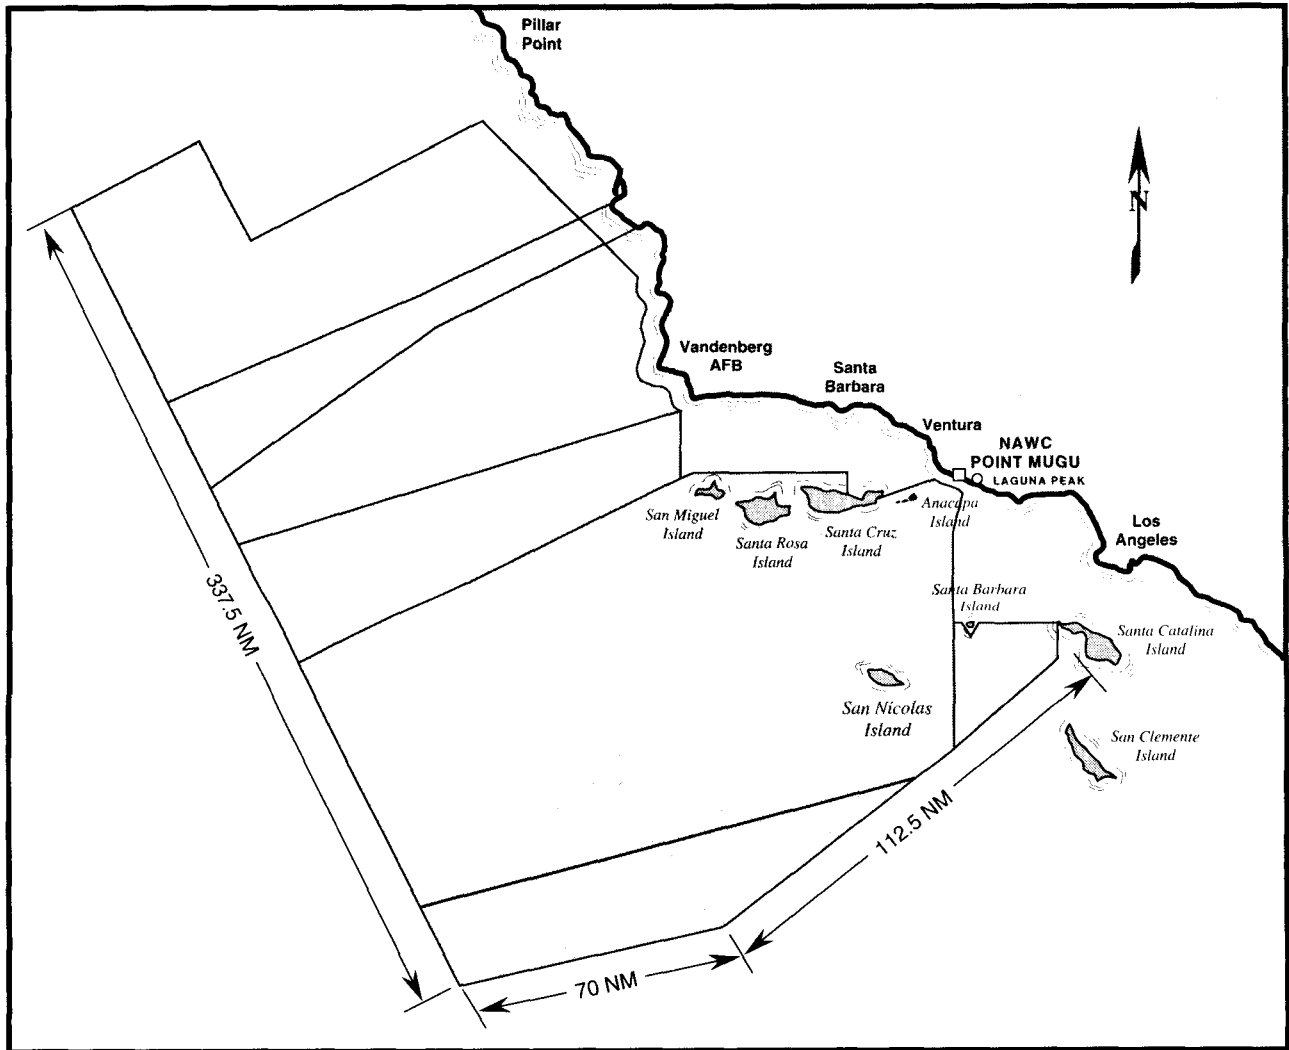 Pillar
Point
N
Vandenberg
AFB
Santa
Barbara
Ventura
NAWC
POINT MUGU
LAGUNA PEAK
San Miguel
Island
Santa Rosa
Island
Santa Cruz
Island
Anacapa
Island
Los
Angeles
Santa Barbara
Island
Santa Catalina
Island
San Nicolas
Island
San Clemente
Island
337.5 NM
112.5 NM
70 NM